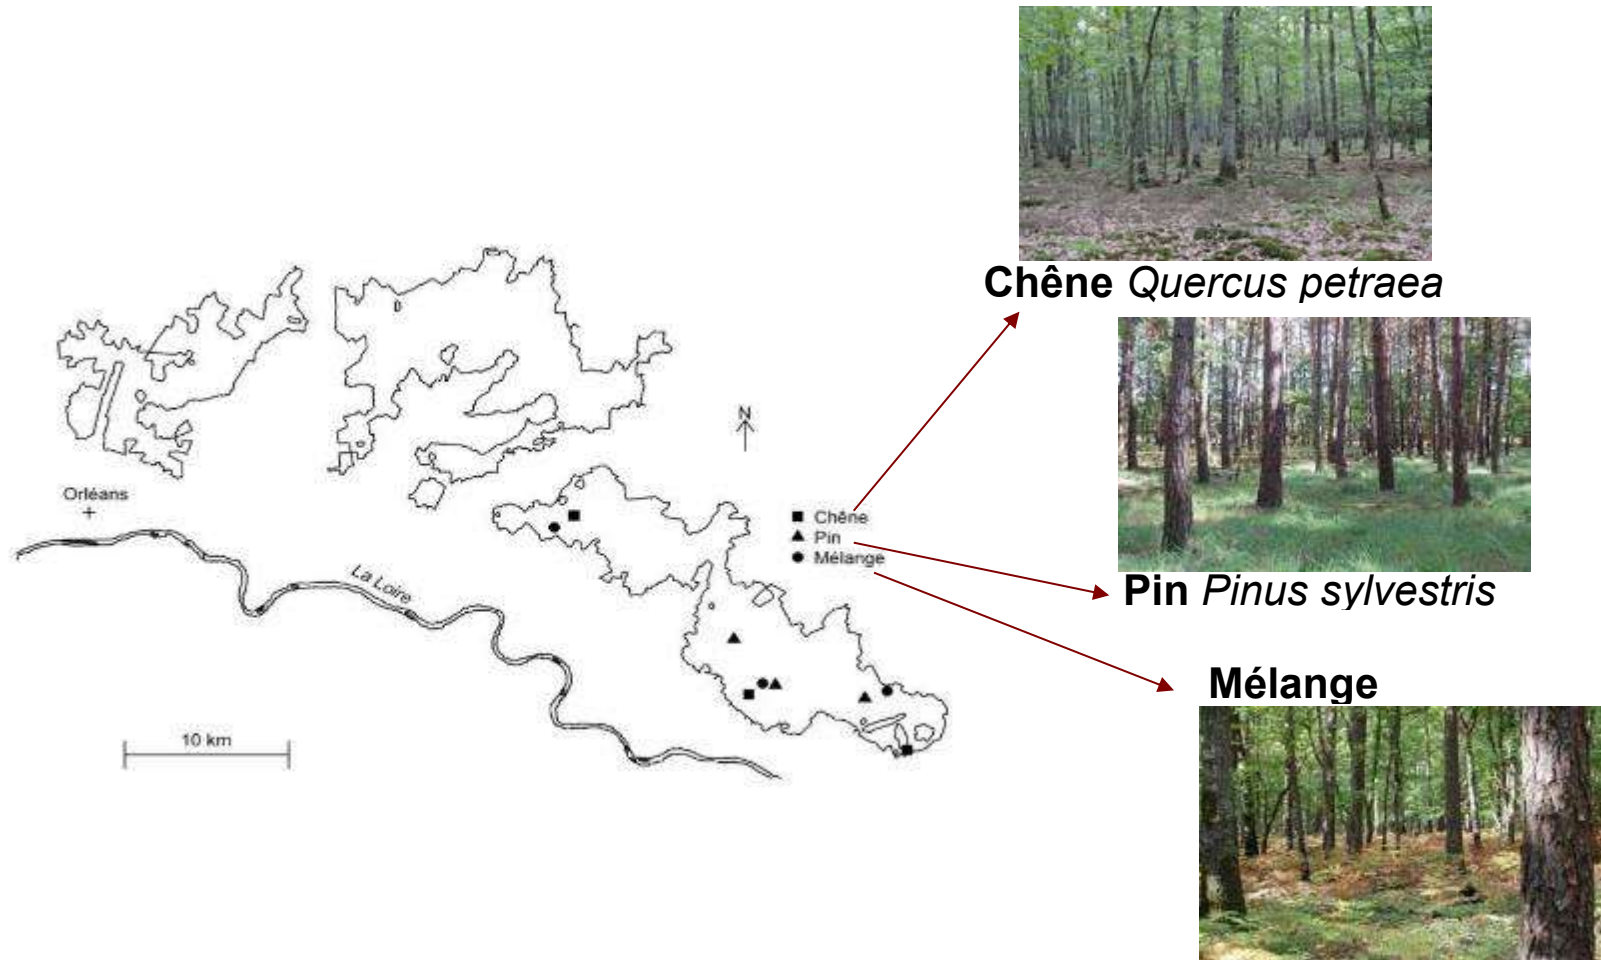 Chêne Quercus petraea
Pin Pinus sylvestris
Mélange
N
Orléans
La Loire
Chêne
Pin
Mélange
10 km